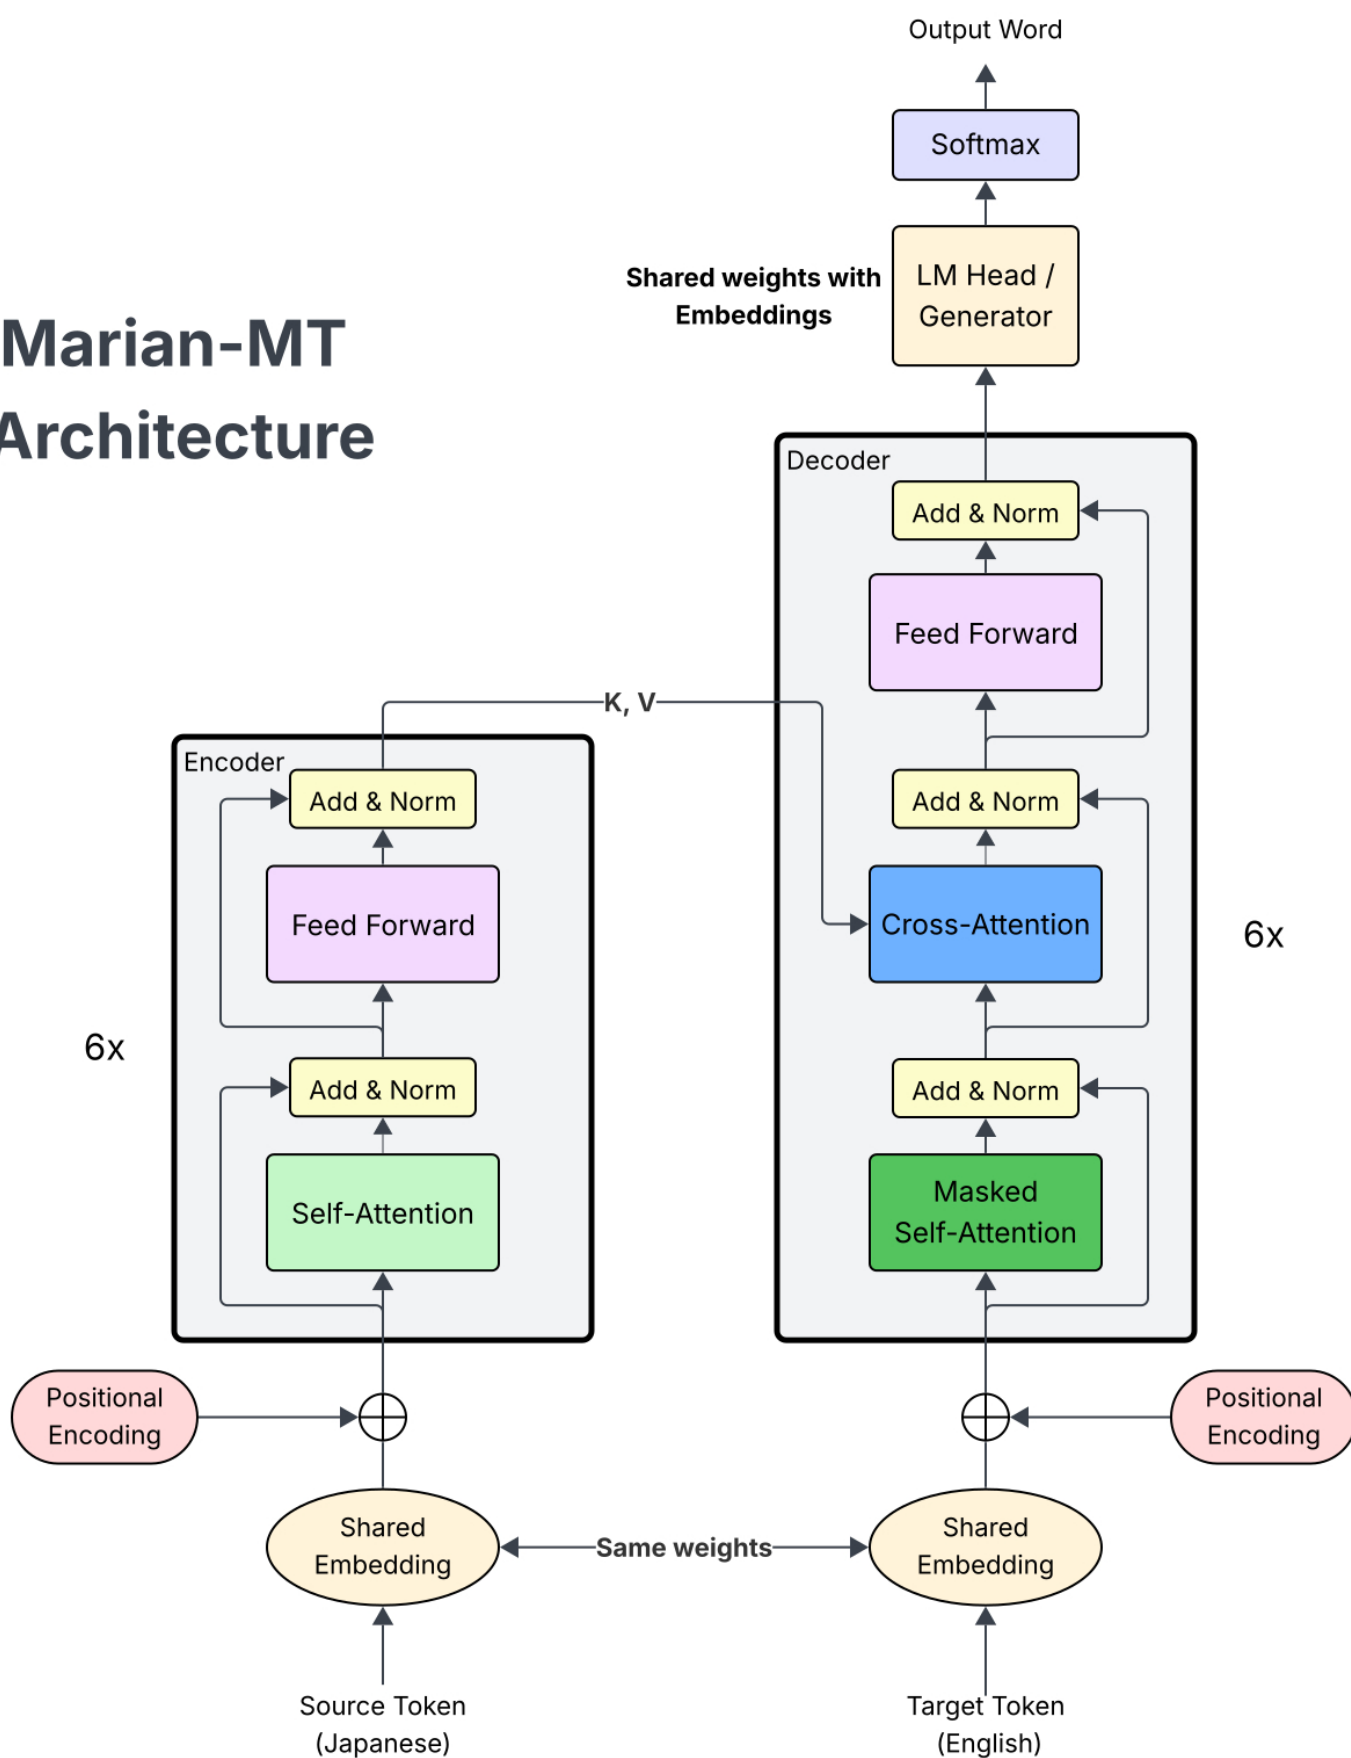 Output Word
Softmax
LM Head /
Generator
Shared weights with
Embeddings
Marian-MT
Architecture
Decoder
Add & Norm
Feed Forward
K, V
Add & Norm
Cross-Attention
6x
Add & Norm
Masked
Self-Attention
Encoder
Add & Norm
Feed Forward
6x
Add & Norm
Self-Attention
Positional
Encoding
Positional
Encoding
Shared
Embedding
Same weights
Shared
Embedding
Source Token
(Japanese)
Target Token
(English)